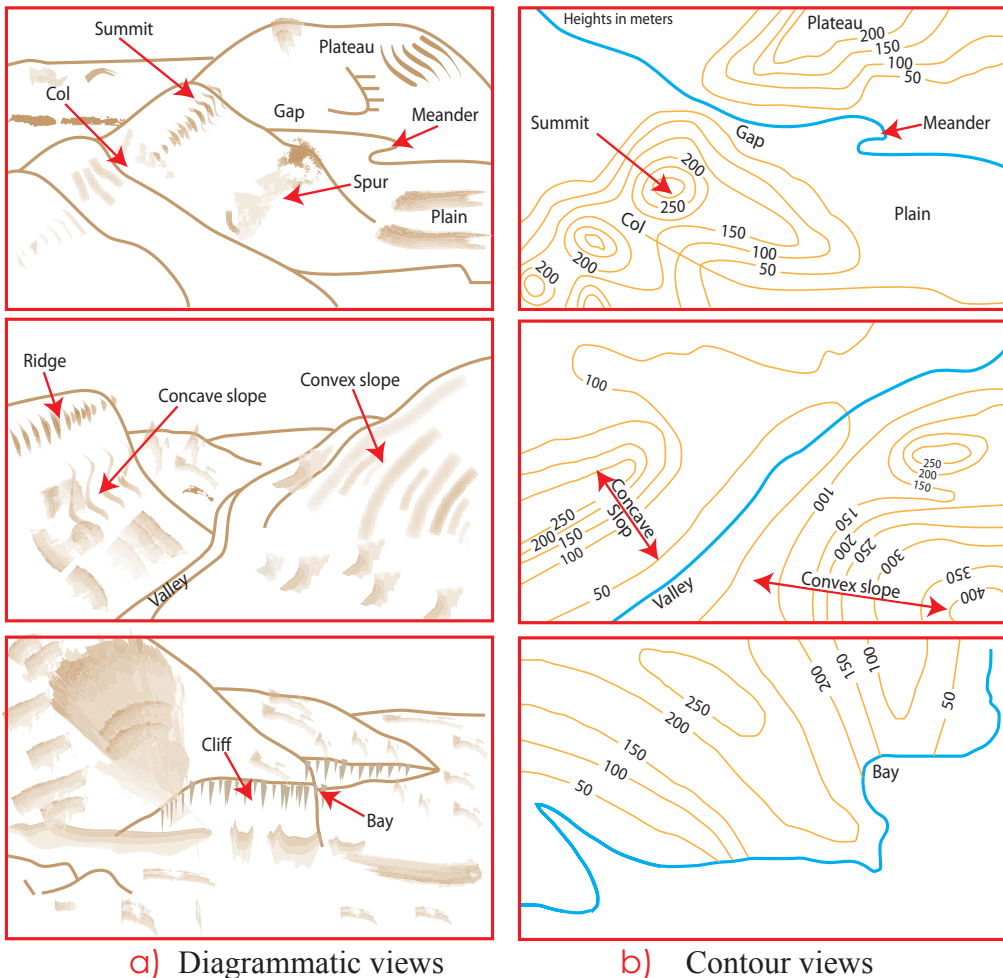 Summit
Plateau
Col
Gap
Meander
Spur
Plain
Heights in meters
Plateau
200
150
100
50
Summit
Gap
Meander
200
250
Col
150
100
50
Plain
200
200
Ridge
Concave slope
Convex slope
Valley
100
250
200
150
100
50
Concave
Slop
Valley
100
150
200
250
300
350
400
250
200
150
Convex slope
Cliff
Bay
250
200
150
100
50
200
150
100
50
Bay
a) Diagrammatic views
b) Contour views